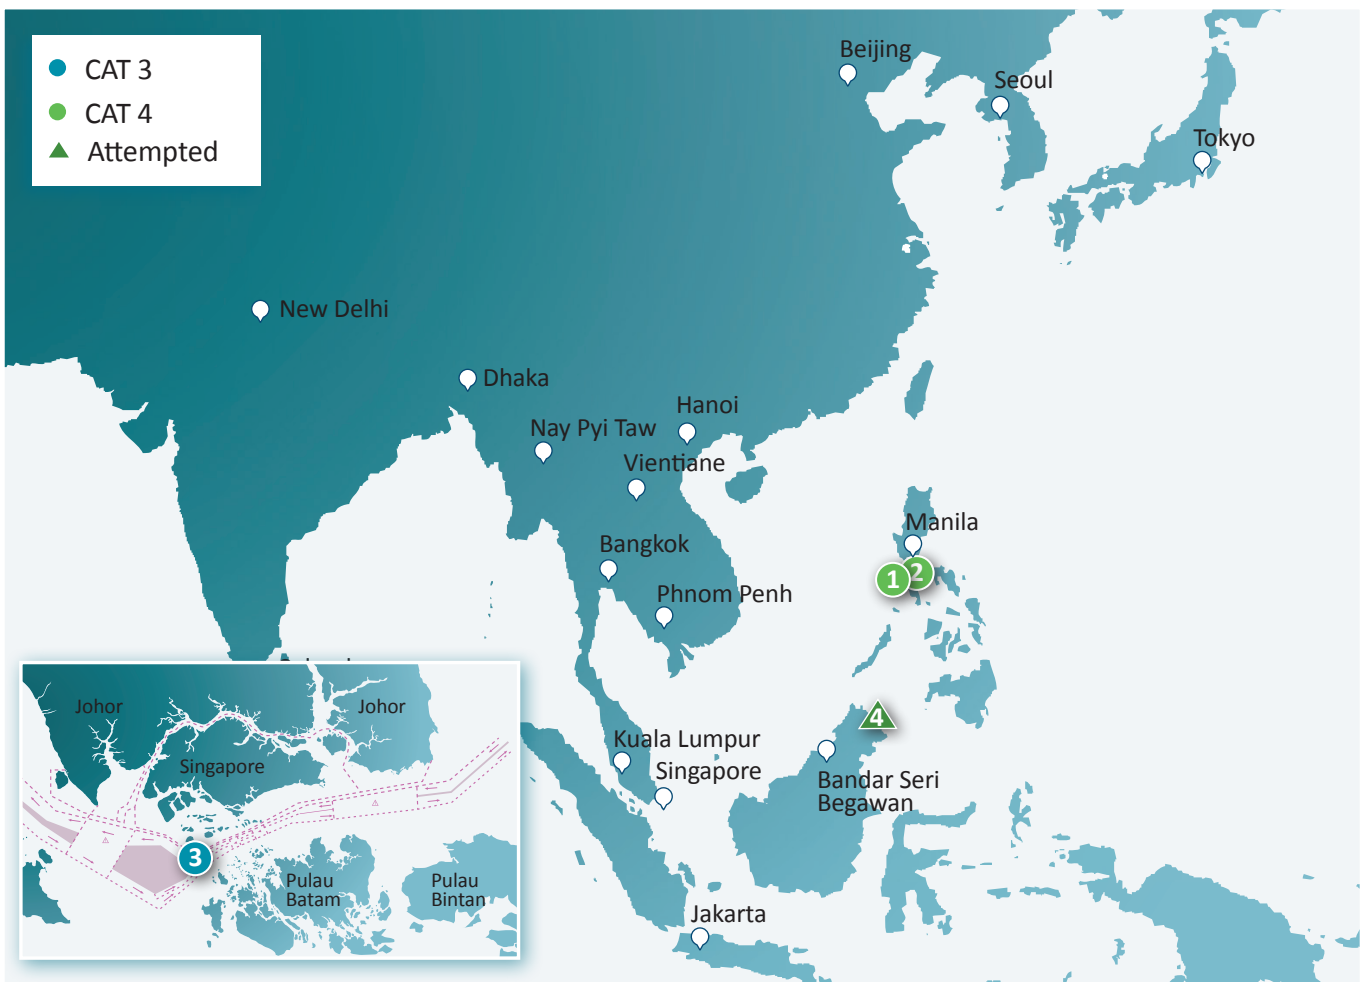 CAT 3
CAT 4
Attempted
Beijing
Seoul
Tokyo
New Delhi
Dhaka
Hanoi
Nay Pyi Taw
Vientiane
Manila
Bangkok
1
2
Phnom Penh
4
Kuala Lumpur
Singapore
Bandar Seri
Begawan
Jakarta
Johor
Johor
Singapore
3
Pulau
Batam
Pulau
Bintan